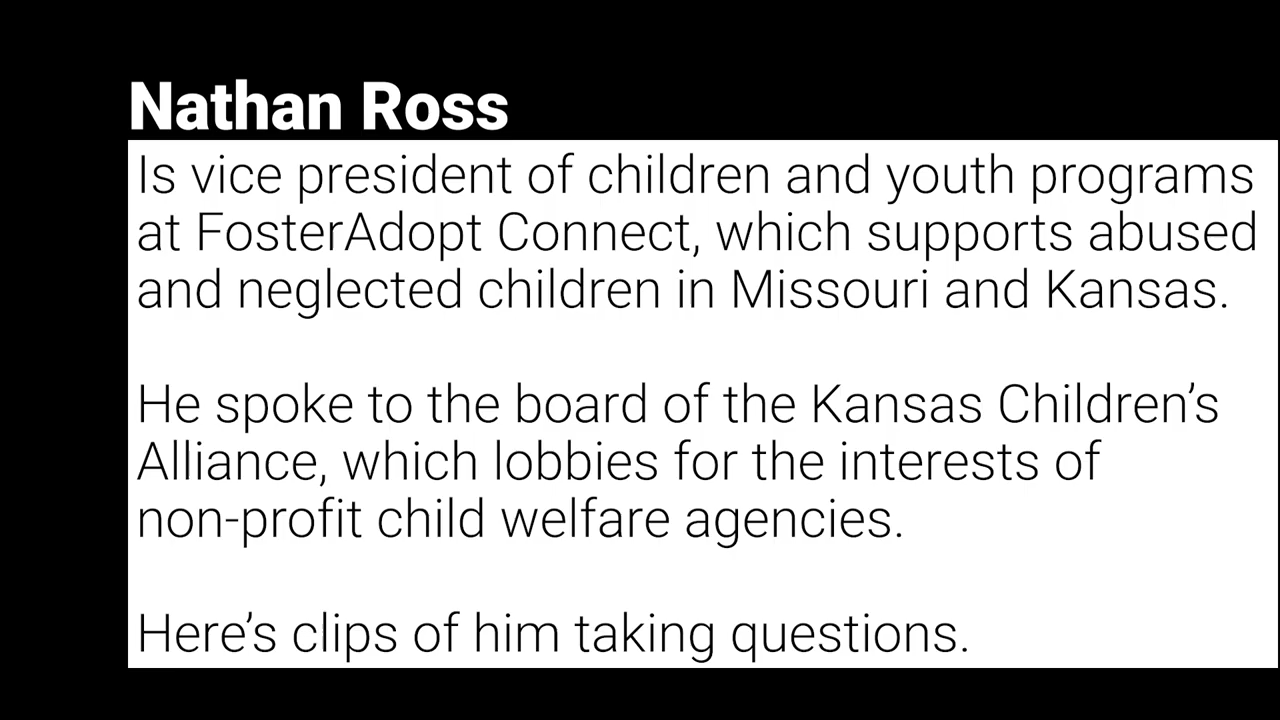 Nathan Ross
Is vice president of children and youth programs
at FosterAdopt Connect, which supports abused
and neglected children in Missouri and Kansas.
He spoke to the board of the Kansas Children’s
Alliance, which lobbies for the interests of
non-profit child welfare agencies.
Here’s clips of him taking questions.